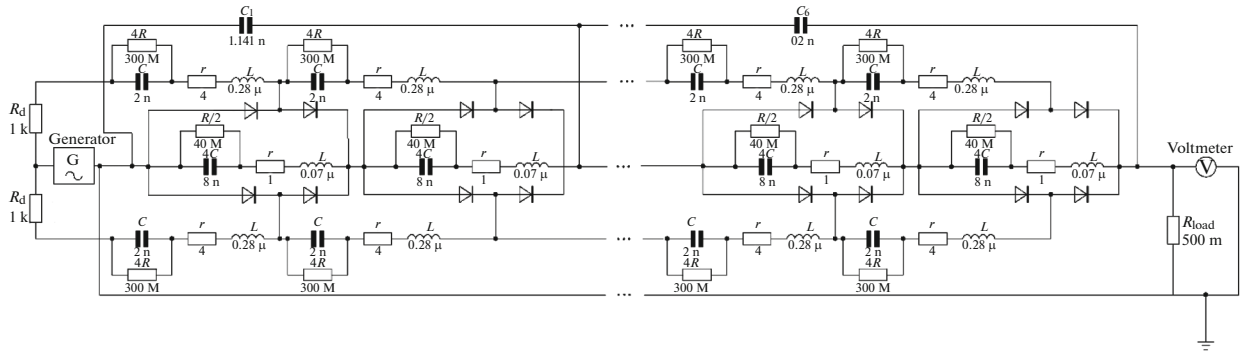 C1 C6
1.141 n ... 02 n
4R 4R 4R 4R
300 M 300 M 300 M 300 M
C r L C r L ... C r L C r L
2 n 4 0.28 µ 2 n 4 0.28 µ 2 n 4 0.28 µ 2 n 4 0.28 µ
Rd
1 k
R/2 R/2 R/2 R/2
40 M 40 M 40 M 40 M
Generator
G
4C r L 4C r L ... 4C r L 4C r L
8 n 1 0.07 µ 8 n 1 0.07 µ 8 n 1 0.07 µ 8 n 1 0.07 µ
Voltmeter
V
Rd
1 k
Rload
500 m
C r L C r L ... C r L C r L
2 n 4 0.28 µ 2 n 4 0.28 µ 2 n 4 0.28 µ 2 n 4 0.28 µ
4R 4R 4R 4R
300 M 300 M 300 M 300 M
...